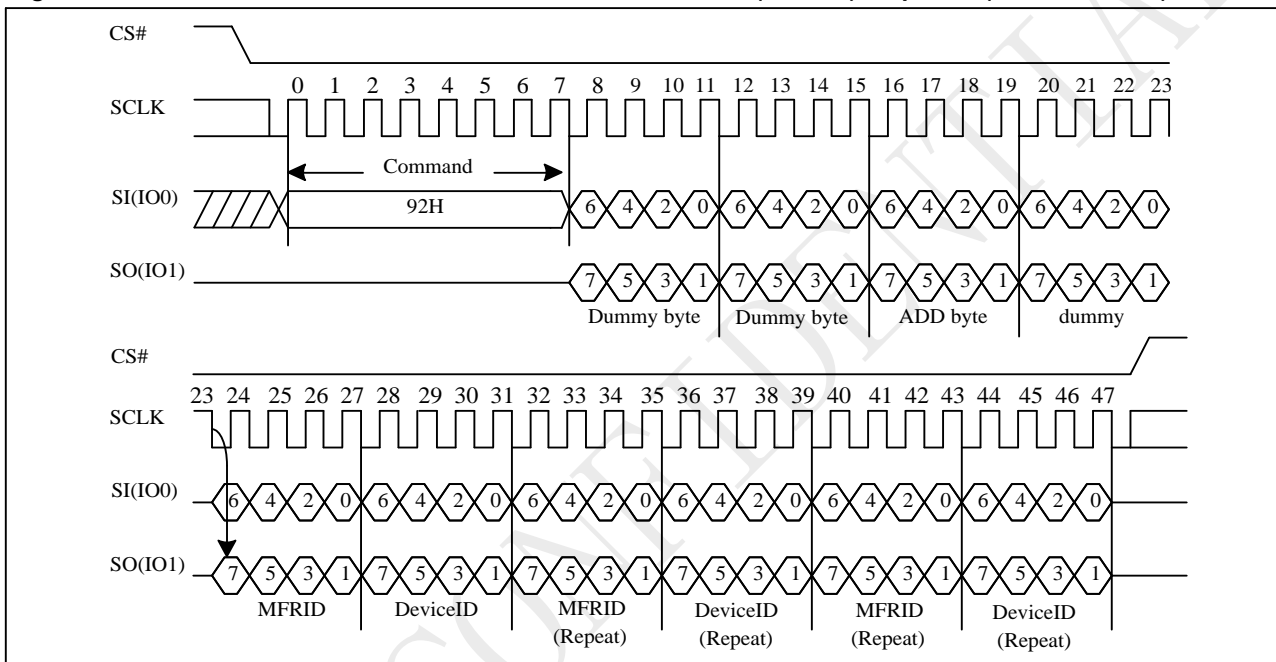 CS#
0 1 2 3 4 5 6 7 8 9 10 11 12 13 14 15 16 17 18 19 20 21 22 23
SCLK
Command
SI(IO0)
92H
6 4 2 0 6 4 2 0 6 4 2 0 6 4 2 0
SO(IO1)
7 5 3 1 7 5 3 1 7 5 3 1 7 5 3 1
Dummy byte Dummy byte ADD byte dummy
CS#
23 24 25 26 27 28 29 30 31 32 33 34 35 36 37 38 39 40 41 42 43 44 45 46 47
SCLK
SI(IO0)
6 4 2 0 6 4 2 0 6 4 2 0 6 4 2 0 6 4 2 0 6 4 2 0
SO(IO1)
7 5 3 1 7 5 3 1 7 5 3 1 7 5 3 1 7 5 3 1 7 5 3 1
MFRID DeviceID MFRID DeviceID MFRID DeviceID
(Repeat) (Repeat) (Repeat) (Repeat)
CONFIDENTIA